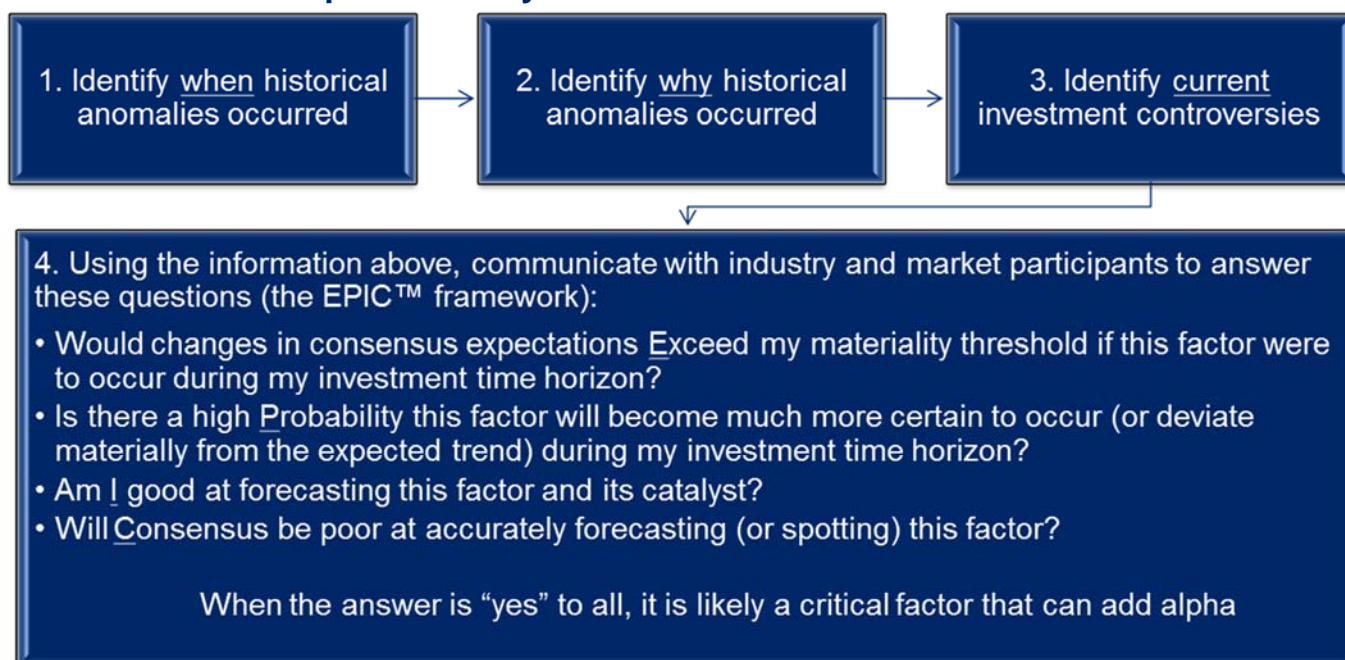 1. Identify when historical
anomalies occurred
2. Identify why historical
anomalies occurred
3. Identify current
investment controversies
4. Using the information above, communicate with industry and market participants to answer
these questions (the EPIC™ framework):
• Would changes in consensus expectations Exceed my materiality threshold if this factor were
to occur during my investment time horizon?
• Is there a high Probability this factor will become much more certain to occur (or deviate
materially from the expected trend) during my investment time horizon?
• Am I good at forecasting this factor and its catalyst?
• Will Consensus be poor at accurately forecasting (or spotting) this factor?
When the answer is “yes” to all, it is likely a critical factor that can add alpha